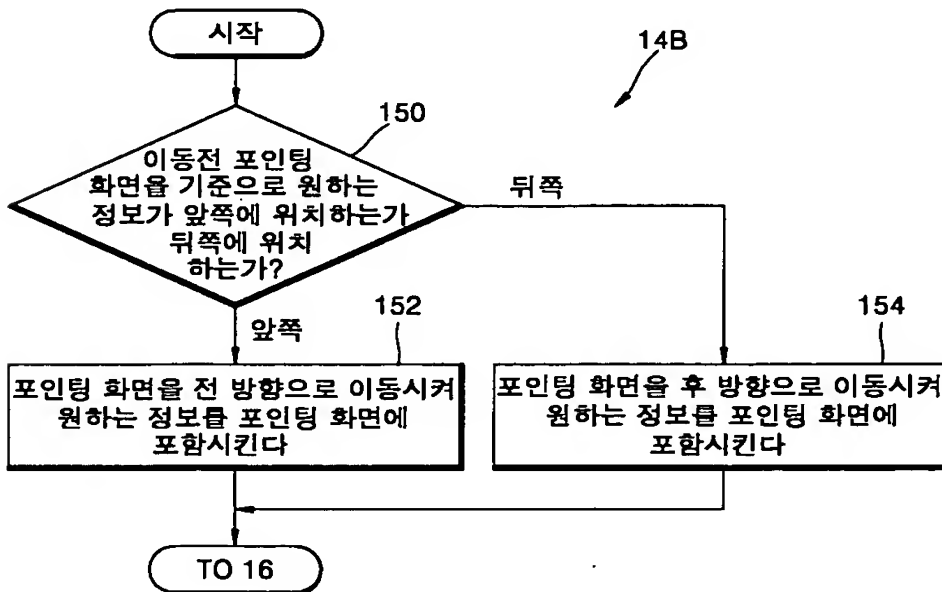 시작
14B
150
이동전 포인팅
화면을 기준으로 원하는
정보가 앞쪽에 위치하는가
뒤쪽에 위치
하는가?
뒤쪽
앞쪽
152
154
포인팅 화면을 전 방향으로 이동시켜
원하는 정보를 포인팅 화면에
포함시킨다
포인팅 화면을 후 방향으로 이동시켜
원하는 정보를 포인팅 화면에
포함시킨다
TO 16